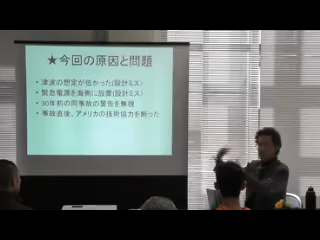 ★今回の原因と問題
• 津波の想定が低かった(設計ミス)
• 緊急電源を海側に設置(設計ミス)
• 30年前の同事故の警告を無視
• 事故直後、アメリカの技術協力を断った